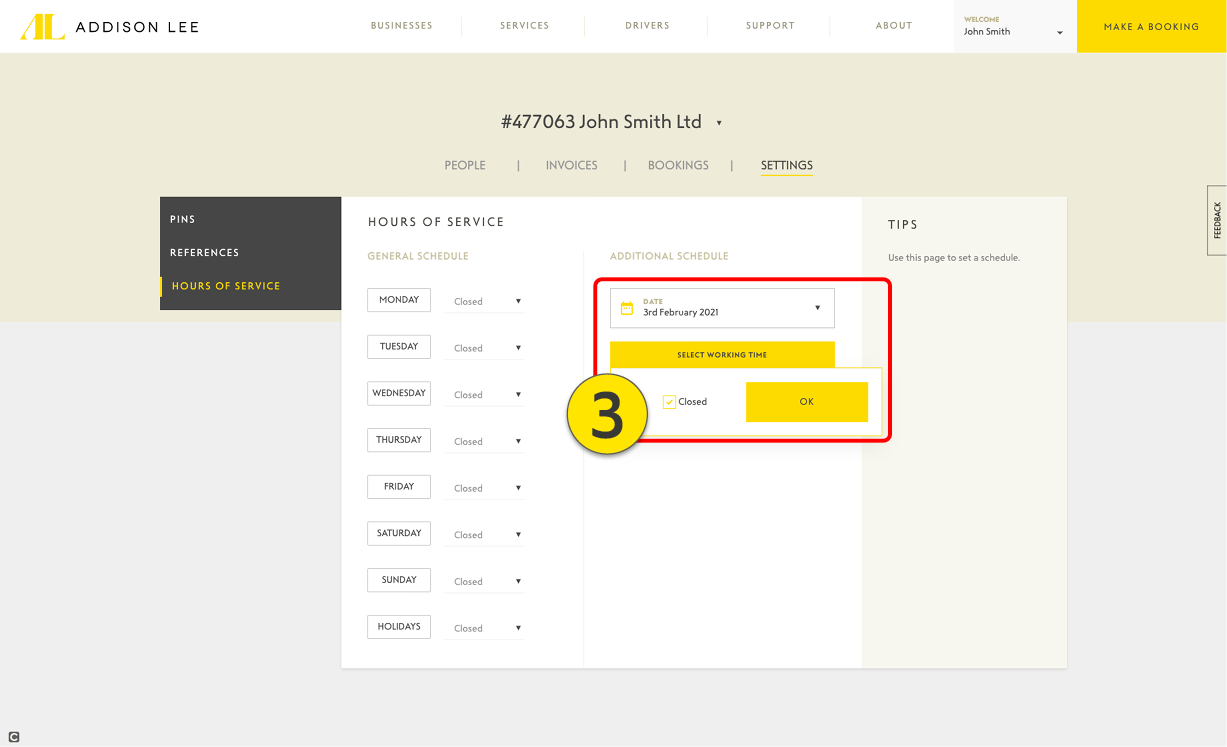 ADDISON LEE
BUSINESSES
SERVICES
DRIVERS
SUPPORT
ABOUT
WELCOME
John Smith
MAKE A BOOKING
#477063 John Smith Ltd
PEOPLE | INVOICES | BOOKINGS | SETTINGS
PINS
REFERENCES
HOURS OF SERVICE
HOURS OF SERVICE
GENERAL SCHEDULE
MONDAY Closed
TUESDAY Closed
WEDNESDAY Closed
THURSDAY Closed
FRIDAY Closed
SATURDAY Closed
SUNDAY Closed
HOLIDAYS Closed
ADDITIONAL SCHEDULE
DATE
3rd February 2021
SELECT WORKING TIME
Closed
OK
3
TIPS
Use this page to set a schedule.
FEEDBACK